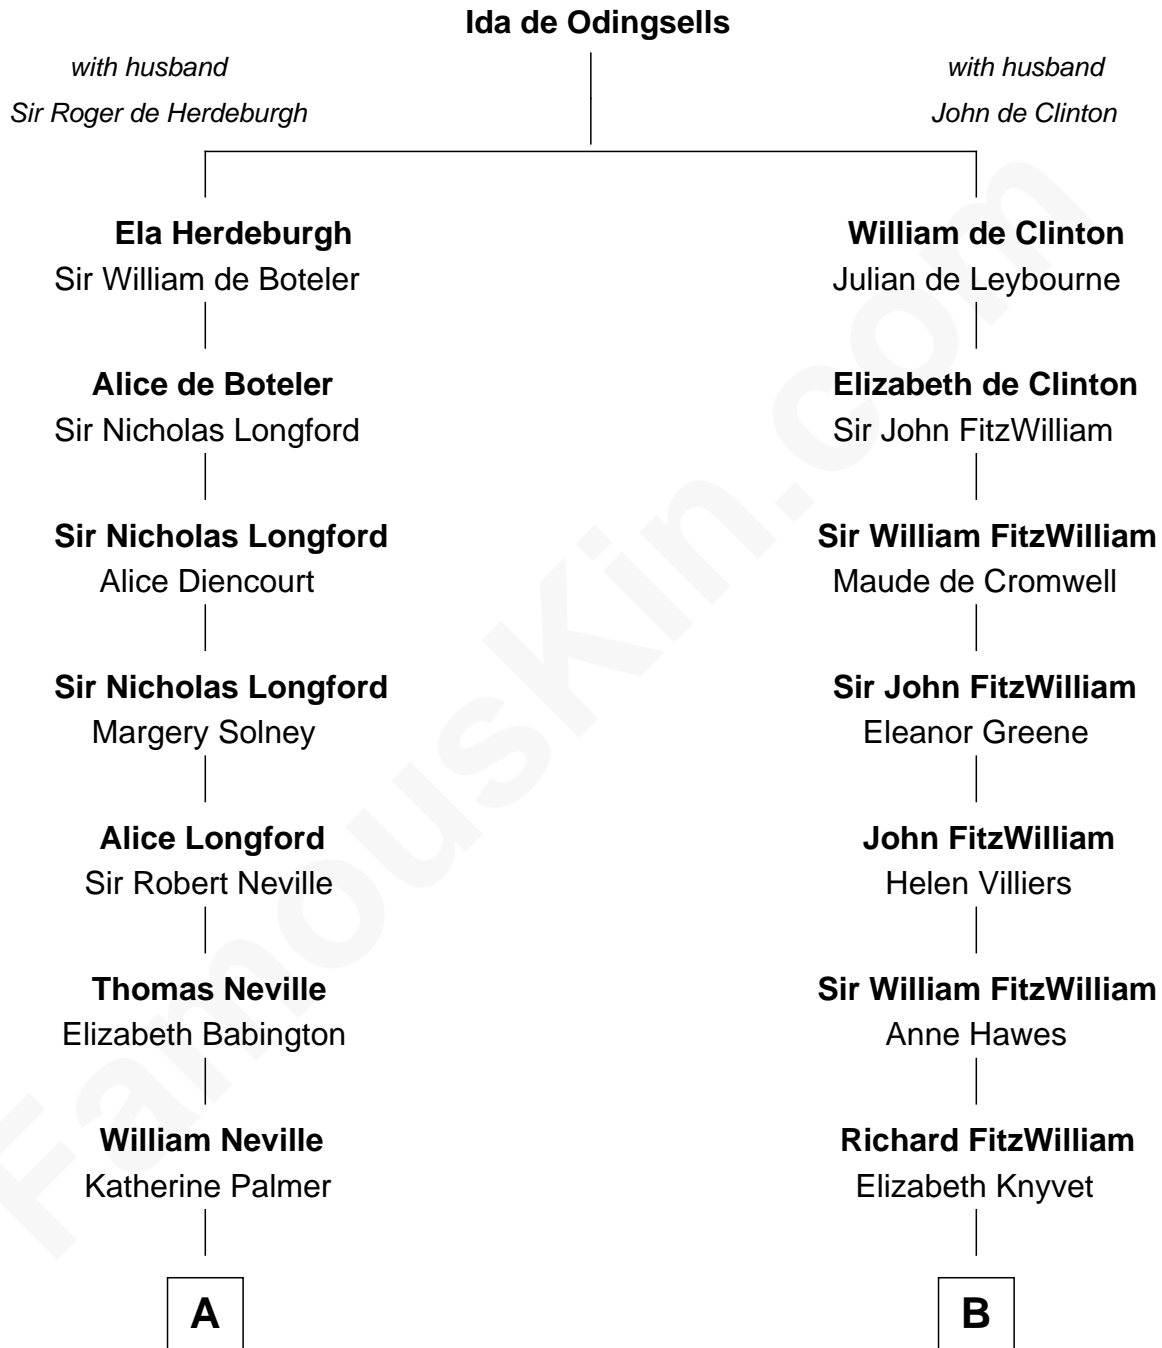 Ida de Odingsells
with husband
Sir Roger de Herdeburgh
with husband
John de Clinton
Ela Herdeburgh
Sir William de Boteler
William de Clinton
Julian de Leybourne
Alice de Boteler
Sir Nicholas Longford
Elizabeth de Clinton
Sir John FitzWilliam
Sir Nicholas Longford
Alice Diencourt
Sir William FitzWilliam
Maude de Cromwell
Sir Nicholas Longford
Margery Solney
Sir John FitzWilliam
Eleanor Greene
Alice Longford
Sir Robert Neville
John FitzWilliam
Helen Villiers
Thomas Neville
Elizabeth Babington
Sir William FitzWilliam
Anne Hawes
William Neville
Katherine Palmer
Richard FitzWilliam
Elizabeth Knyvet
A
B
FamousKin.com